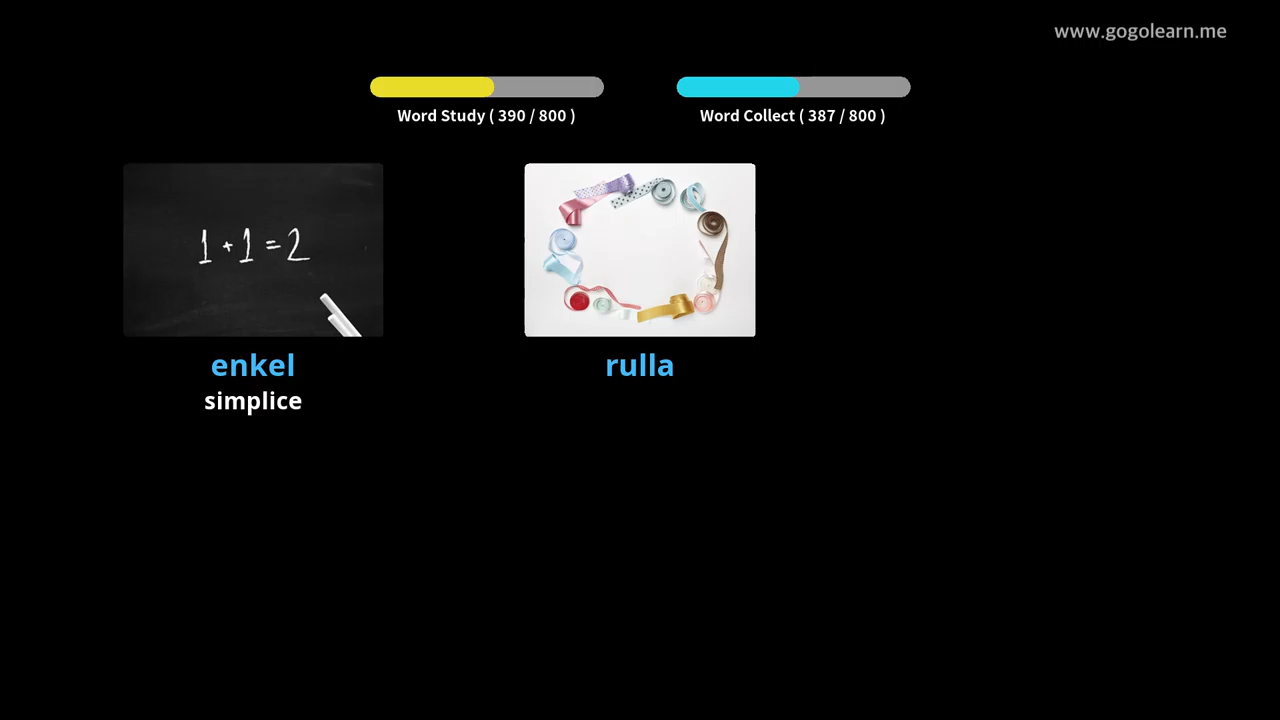 www.gogolearn.me
Word Study ( 390 / 800 )
Word Collect ( 387 / 800 )
1 + 1 = 2
enkel
rulla
simplice